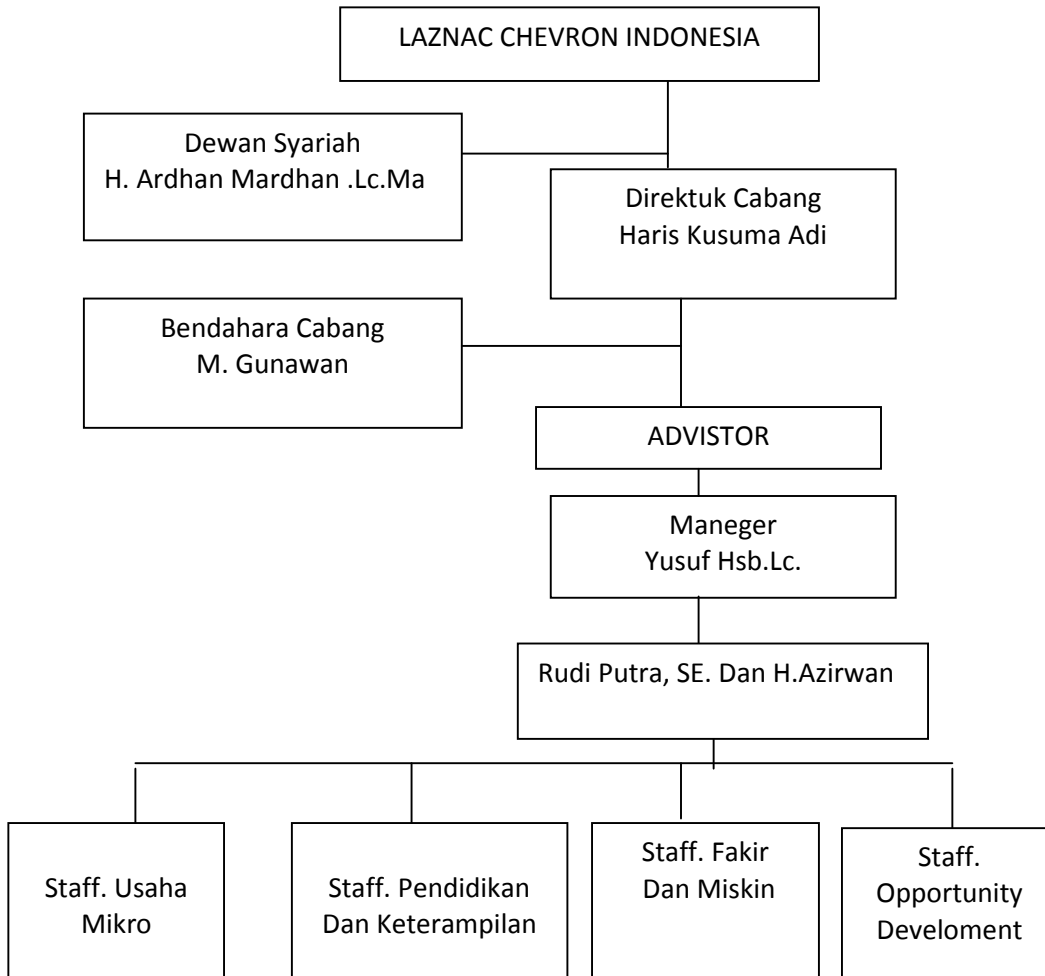 LAZNAC CHEVRON INDONESIA
Dewan Syariah
H. Ardhan Mardhan .Lc.Ma
Direktuk Cabang
Haris Kusuma Adi
Bendahara Cabang
M. Gunawan
ADVISTOR
Maneger
Yusuf Hsb.Lc.
Rudi Putra, SE. Dan H.Azirwan
Staff. Usaha
Mikro
Staff. Pendidikan
Dan Keterampilan
Staff. Fakir
Dan Miskin
Staff.
Opportunity
Develoment